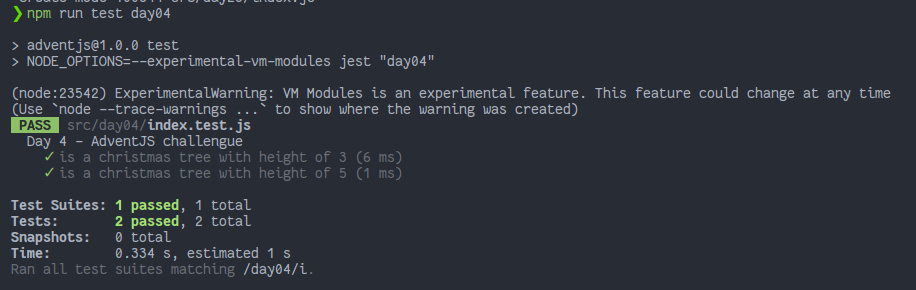 ❯ npm run test day04
> adventjs@1.0.0 test
> NODE_OPTIONS=--experimental-vm-modules jest "day04"
(node:23542) ExperimentalWarning: VM Modules is an experimental feature. This feature could change at any time
(Use `node --trace-warnings ...` to show where the warning was created)
PASS src/day04/index.test.js
Day 4 - AdventJS challengue
✓ is a christmas tree with height of 3 (6 ms)
✓ is a christmas tree with height of 5 (1 ms)
Test Suites: 1 passed, 1 total
Tests: 2 passed, 2 total
Snapshots: 0 total
Time: 0.334 s, estimated 1 s
Ran all test suites matching /day04/i.